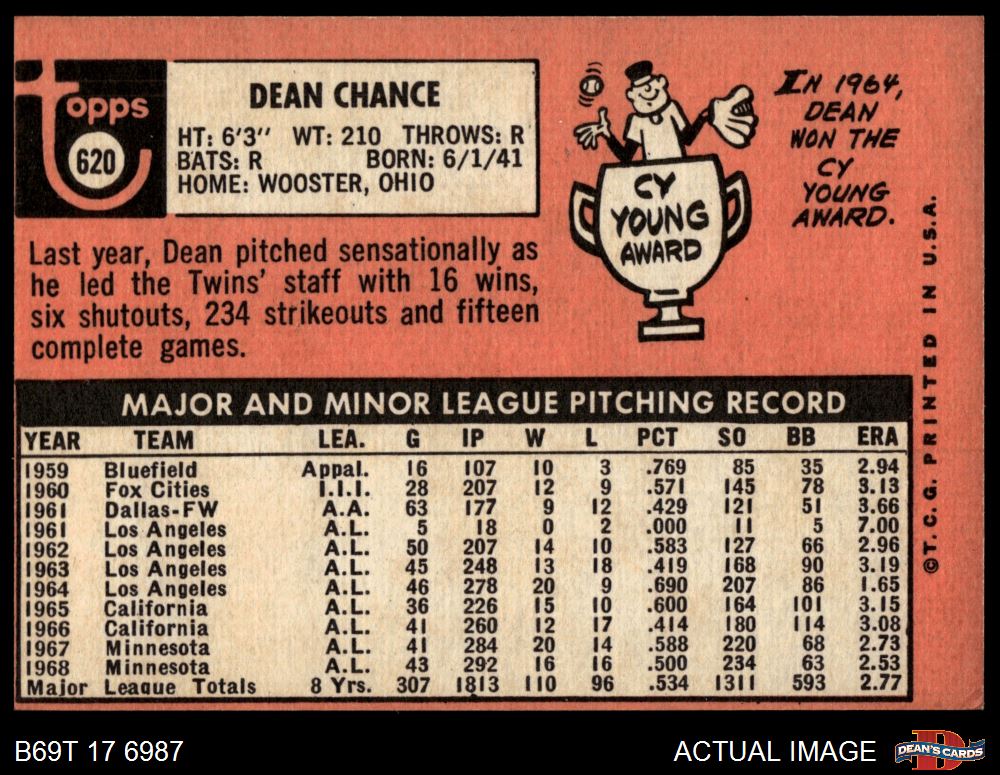 topps
620
DEAN CHANCE
HT: 6'3" WT: 210 THROWS: R
BATS: R BORN: 6/1/41
HOME: WOOSTER, OHIO
Last year, Dean pitched sensationally as
he led the Twins' staff with 16 wins,
six shutouts, 234 strikeouts and fifteen
complete games.
CY
YOUNG
AWARD
IN 1964,
DEAN
WON THE
CY
YOUNG
AWARD.
©T.C.G. PRINTED IN U.S.A.
MAJOR AND MINOR LEAGUE PITCHING RECORD
YEAR TEAM LEA. G IP W L PCT SO BB ERA
1959 Bluefield Appal. 16 107 10 3 .769 85 35 2.94
1960 Fox Cities I.I.I. 28 207 12 9 .571 145 78 3.13
1961 Dallas-FW A.A. 63 177 9 12 .429 121 51 3.66
1961 Los Angeles A.L. 5 18 0 2 .000 11 5 7.00
1962 Los Angeles A.L. 50 207 14 10 .583 127 66 2.96
1963 Los Angeles A.L. 45 248 13 18 .419 168 90 3.19
1964 Los Angeles A.L. 46 278 20 9 .690 207 86 1.65
1965 California A.L. 36 226 15 10 .600 164 101 3.15
1966 California A.L. 41 260 12 17 .414 180 114 3.08
1967 Minnesota A.L. 41 284 20 14 .588 220 68 2.73
1968 Minnesota A.L. 43 292 16 16 .500 234 63 2.53
Major League Totals 8 Yrs. 307 1813 110 96 .534 1311 593 2.77
B69T 17 6987
ACTUAL IMAGE
DEAN'S CARDS